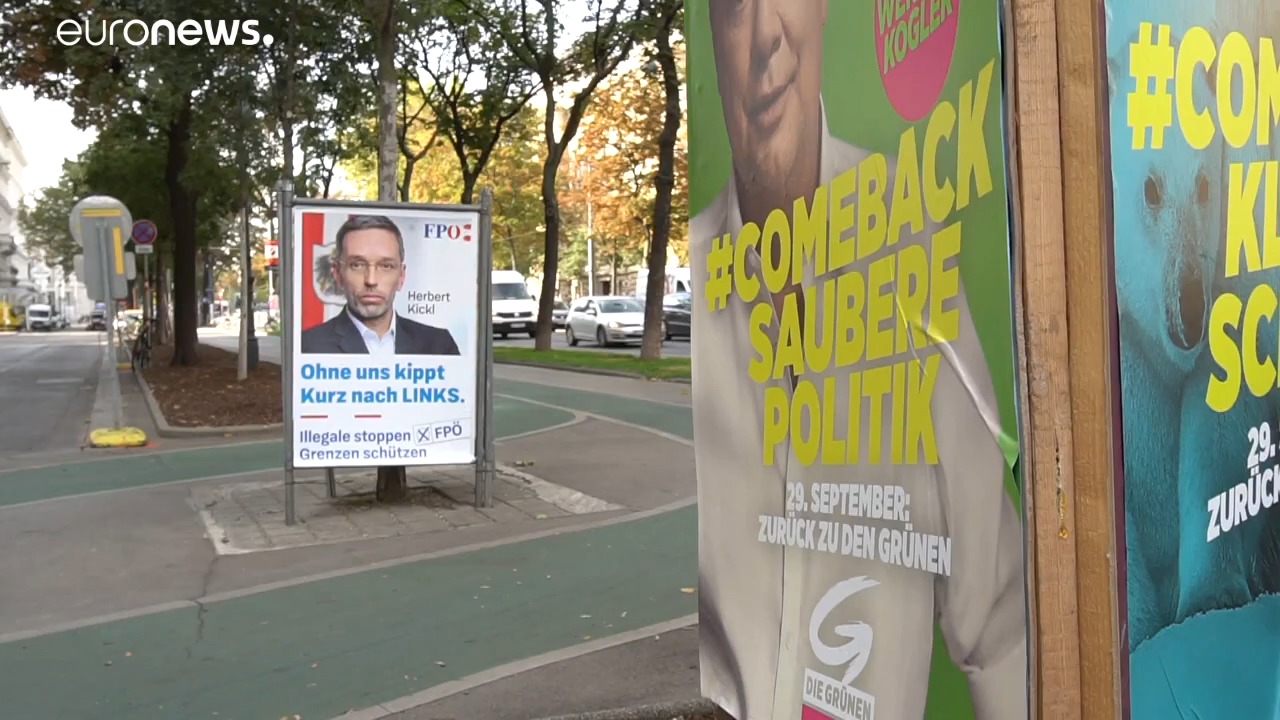 euronews.
FPÖ
Herbert
Kickl
Ohne uns kippt
Kurz nach LINKS.
Illegale stoppen
FPÖ
Grenzen schützen
KOGLER
#COMEBACK
SAUBERE
POLITIK
29. SEPTEMBER:
ZURÜCK ZU DEN GRÜNEN
DIE GRÜNEN
#COM
KL
SC
29.
ZURÜCK